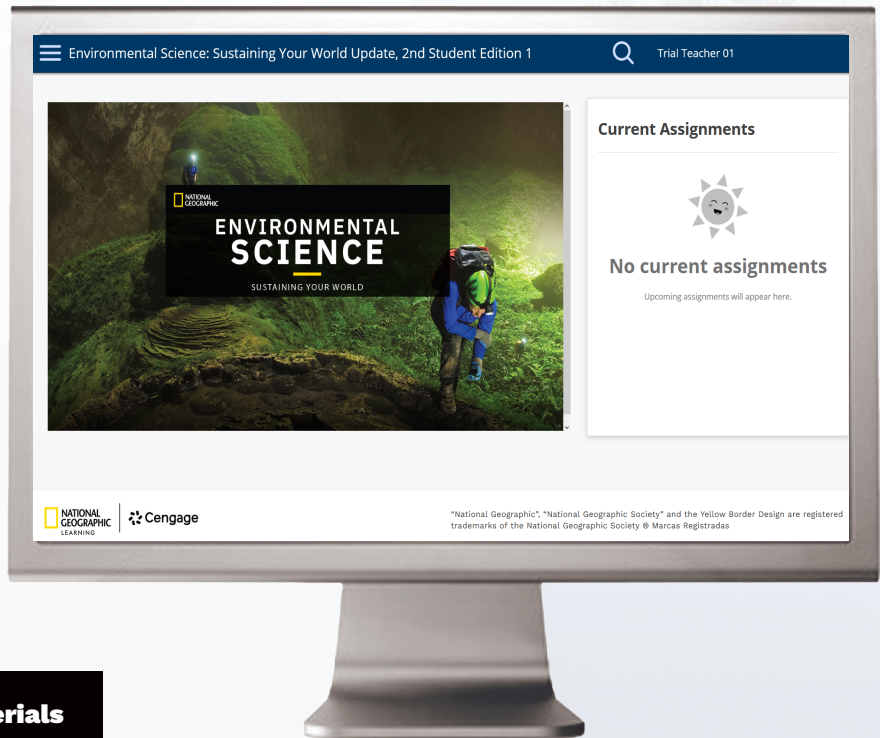 Environmental Science: Sustaining Your World Update, 2nd Student Edition 1
Trial Teacher 01
NATIONAL
GEOGRAPHIC
ENVIRONMENTAL
SCIENCE
SUSTAINING YOUR WORLD
Current Assignments
No current assignments
Upcoming assignments will appear here.
NATIONAL
GEOGRAPHIC
LEARNING
Cengage
“National Geographic”, “National Geographic Society” and the Yellow Border Design are registered
trademarks of the National Geographic Society ® Marcas Registradas
erials